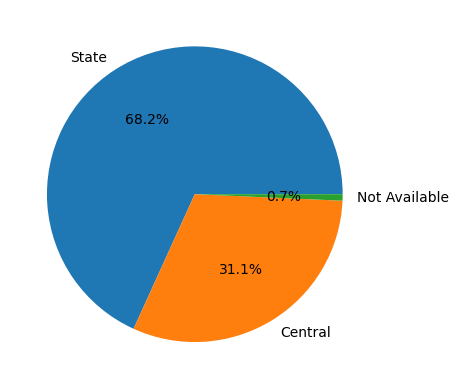 State
68.2%
0.7%
Not Available
31.1%
Central